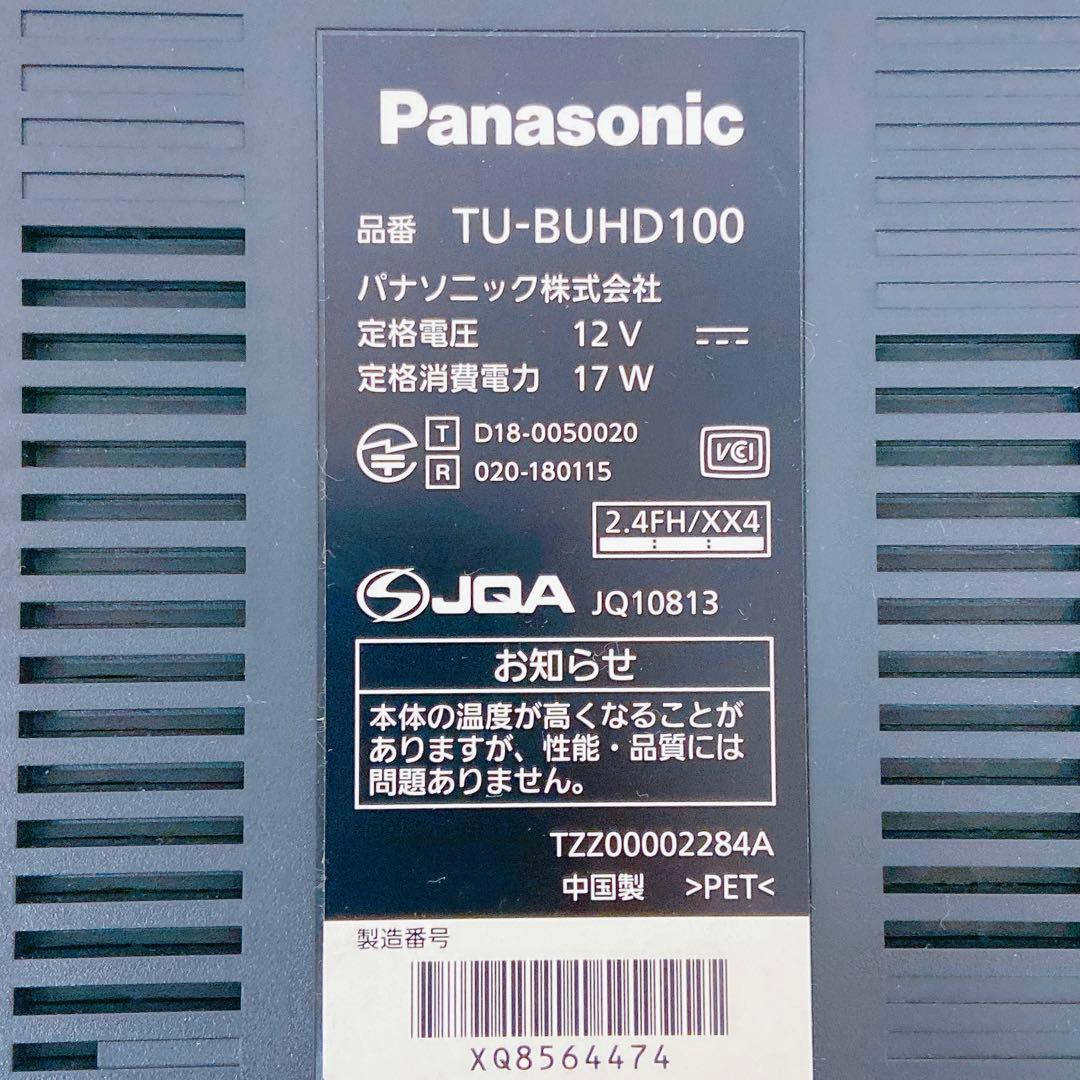 Panasonic
品番 TU-BUHD100
パナソニック株式会社
定格電圧 12 V
定格消費電力 17 W
T D18-0050020
R 020-180115
VCI
2.4FH/XX4
JQA JQ10813
お知らせ
本体の温度が高くなることが
ありますが、性能・品質には
問題ありません。
TZZ00002284A
中国製 >PET<
製造番号
XQ8564474